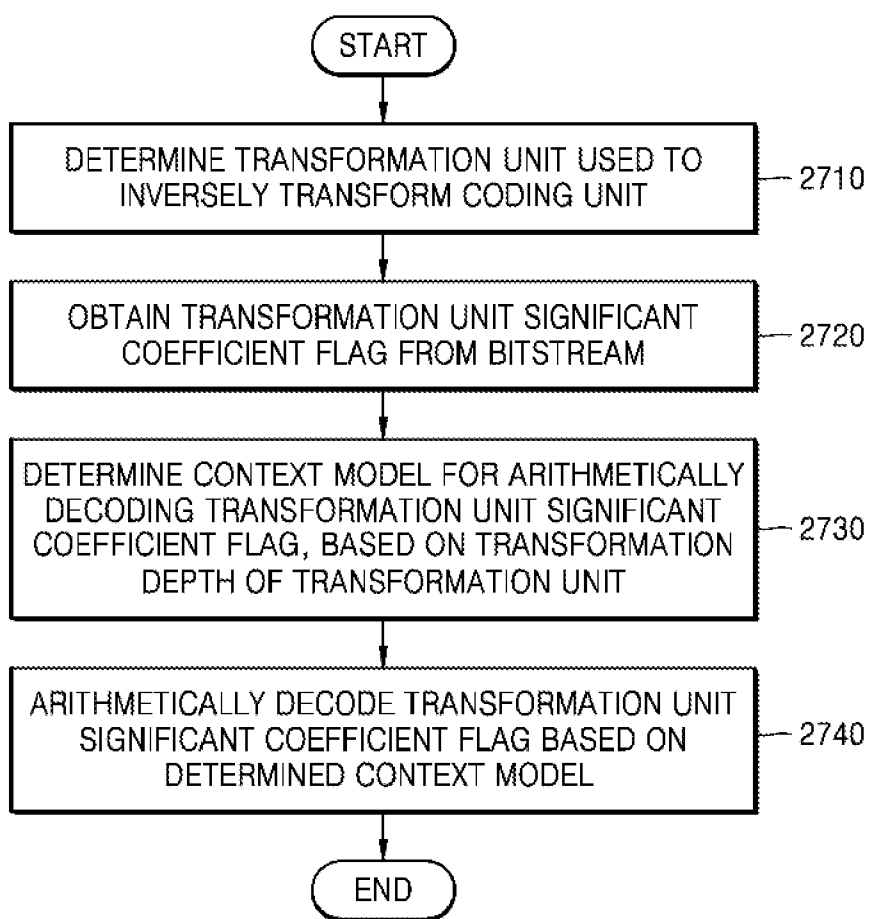 START
DETERMINE TRANSFORMATION UNIT USED TO
INVERSELY TRANSFORM CODING UNIT
2710
OBTAIN TRANSFORMATION UNIT SIGNIFICANT
COEFFICIENT FLAG FROM BITSTREAM
2720
DETERMINE CONTEXT MODEL FOR ARITHMETICALLY
DECODING TRANSFORMATION UNIT SIGNIFICANT
COEFFICIENT FLAG, BASED ON TRANSFORMATION
DEPTH OF TRANSFORMATION UNIT
2730
ARITHMETICALLY DECODE TRANSFORMATION UNIT
SIGNIFICANT COEFFICIENT FLAG BASED ON
DETERMINED CONTEXT MODEL
2740
END